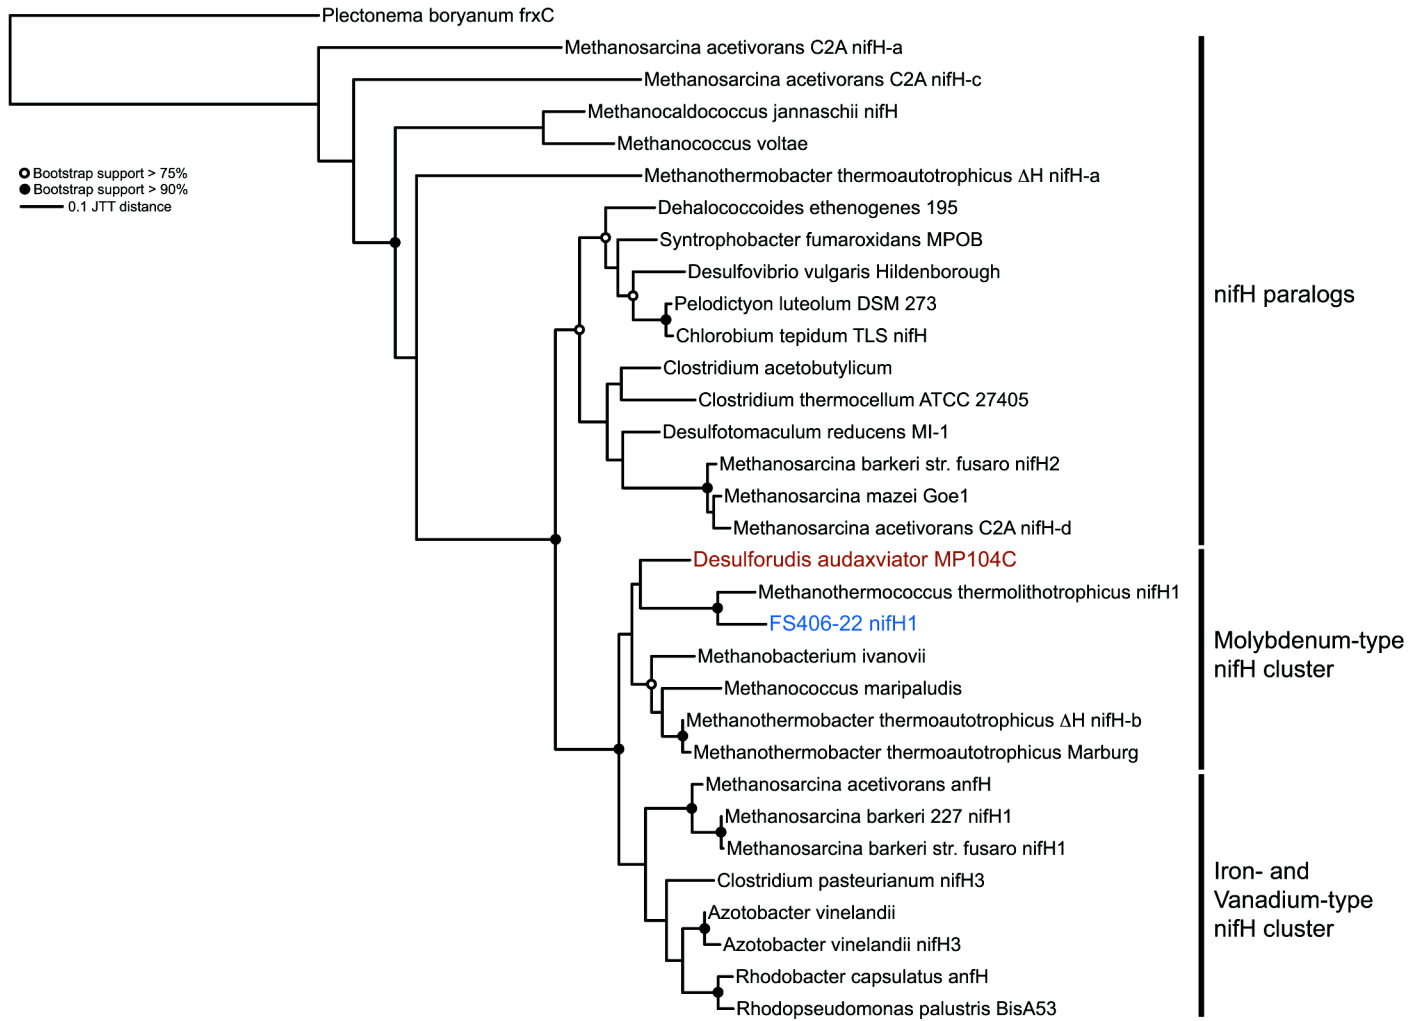 Plectonema boryanum frxC
Methanosarcina acetivorans C2A nifH-a
Methanosarcina acetivorans C2A nifH-c
Methanocaldococcus jannaschii nifH
Methanococcus voltae
Bootstrap support > 75%
Bootstrap support > 90%
0.1 JTT distance
Methanothermobacter thermoautotrophicus ΔH nifH-a
Dehalococcoides ethenogenes 195
Syntrophobacter fumaroxidans MPOB
Desulfovibrio vulgaris Hildenborough
Pelodictyon luteolum DSM 273
Chlorobium tepidum TLS nifH
Clostridium acetobutylicum
Clostridium thermocellum ATCC 27405
Desulfotomaculum reducens MI-1
Methanosarcina barkeri str. fusaro nifH2
Methanosarcina mazei Goe1
Methanosarcina acetivorans C2A nifH-d
nifH paralogs
Desulforudis audaxviator MP104C
Methanothermococcus thermolithotrophicus nifH1
FS406-22 nifH1
Methanobacterium ivanovii
Methanococcus maripaludis
Methanothermobacter thermoautotrophicus ΔH nifH-b
Methanothermobacter thermoautotrophicus Marburg
Molybdenum-type
nifH cluster
Methanosarcina acetivorans anfH
Methanosarcina barkeri 227 nifH1
Methanosarcina barkeri str. fusaro nifH1
Clostridium pasteurianum nifH3
Azotobacter vinelandii
Azotobacter vinelandii nifH3
Rhodobacter capsulatus anfH
Rhodopseudomonas palustris BisA53
Iron- and
Vanadium-type
nifH cluster